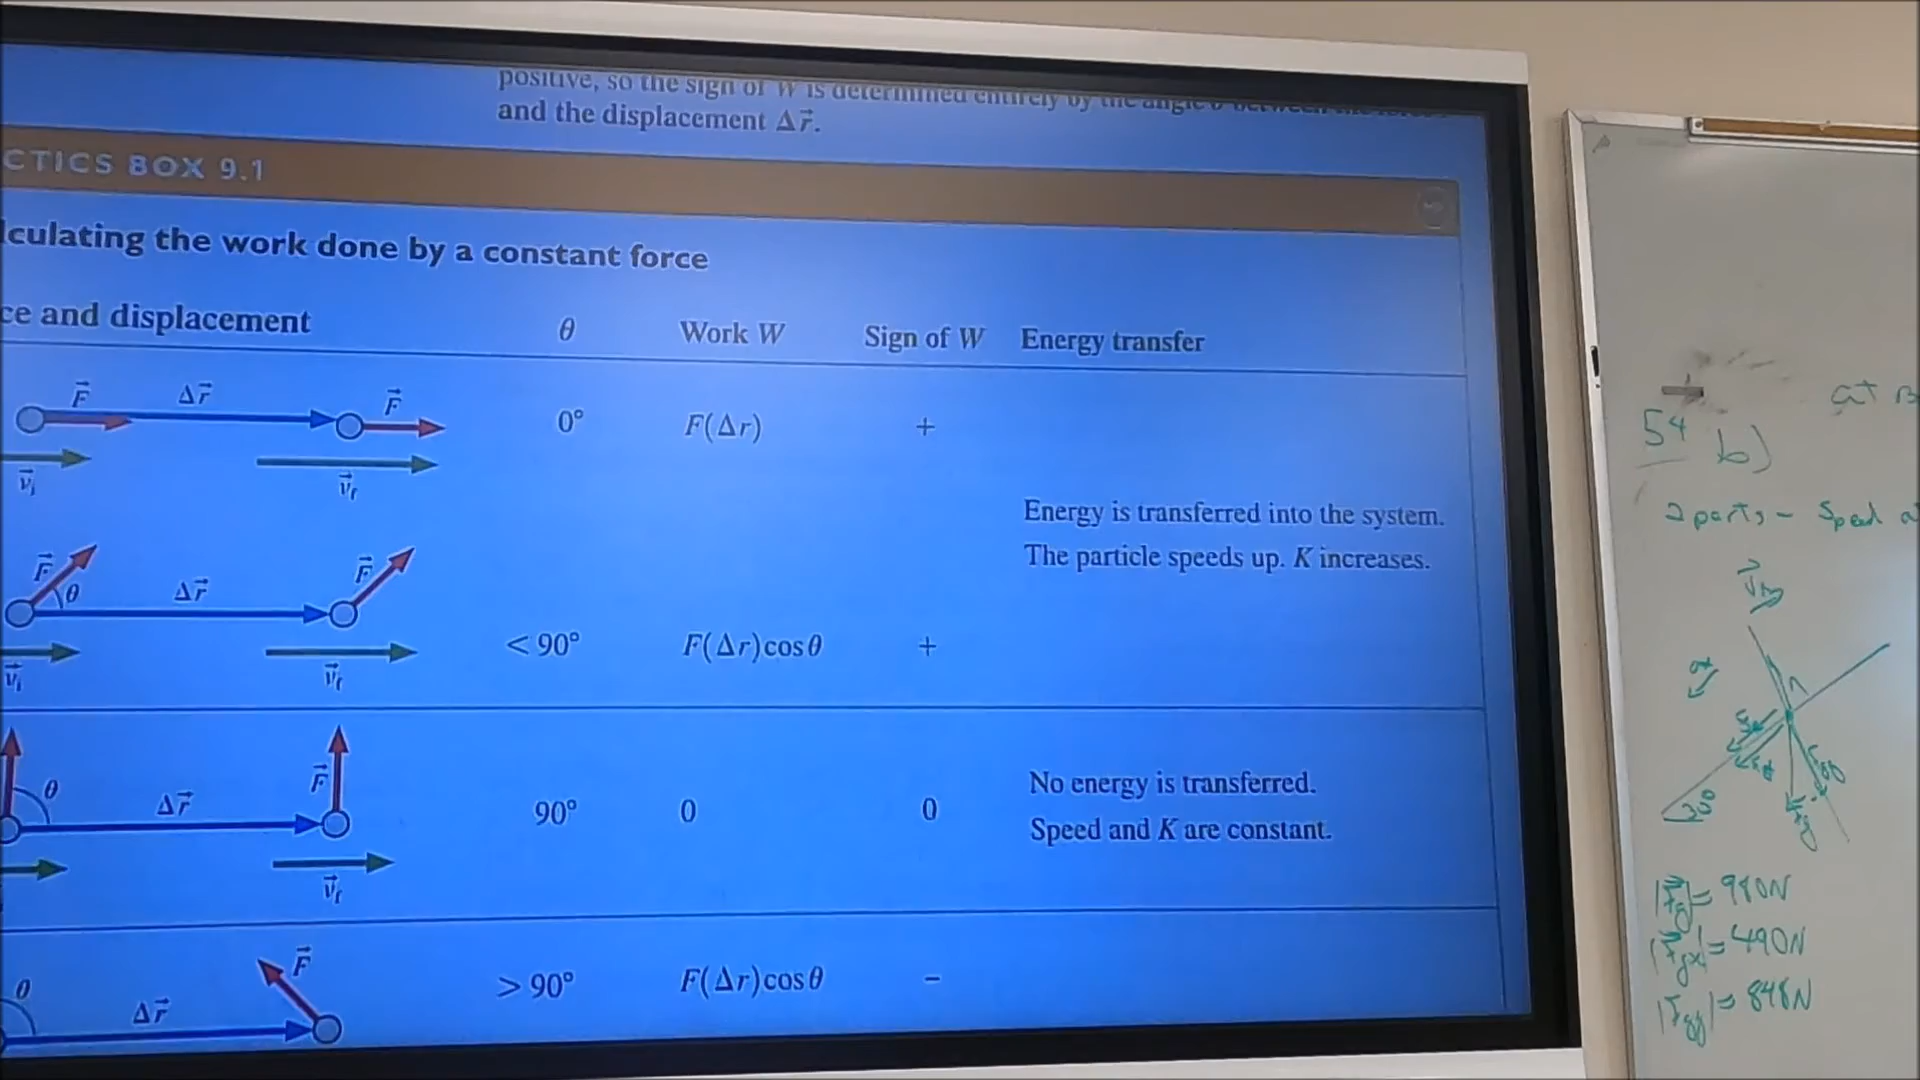 positive, so the sign of W is determined entirely by the angle θ between the
and the displacement Δr⃗.
CTICS BOX 9.1
lculating the work done by a constant force
ce and displacement θ Work W Sign of W Energy transfer
F⃗ Δr⃗ F⃗ 0° F(Δr) +
v⃗i v⃗f
Energy is transferred into the system.
The particle speeds up. K increases.
F⃗ θ Δr⃗ F⃗ < 90° F(Δr)cosθ +
v⃗i v⃗f
No energy is transferred.
Speed and K are constant.
θ Δr⃗ F⃗ 90° 0 0
v⃗f
θ Δr⃗ F⃗ > 90° F(Δr)cosθ −
at B
54 b)
2 parts - Speed
30°
|F⃗g| = 980N
|F⃗gx| = 490N
|F⃗gy| = 848N